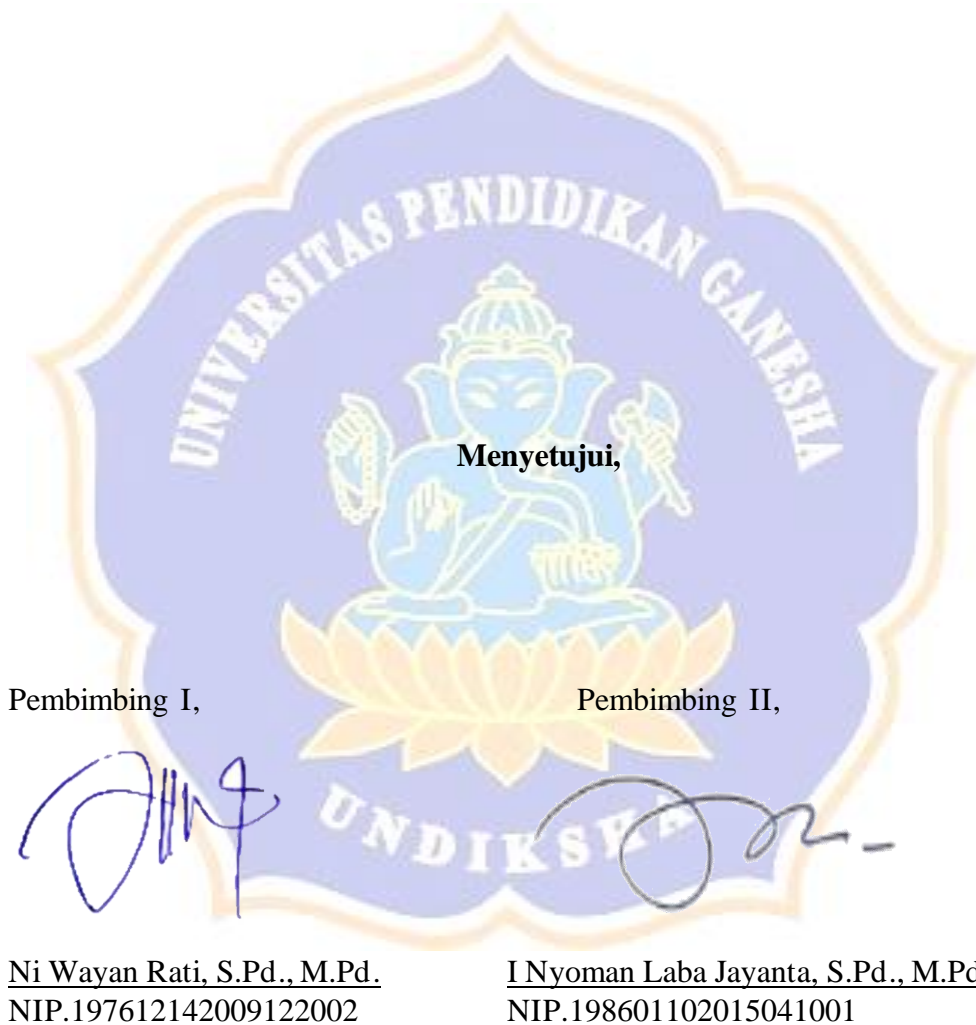 UNIVERSITAS PENDIDIKAN GANESHA
Menyetujui,
Pembimbing I,
Pembimbing II,
UNDIKSHA
Ni Wayan Rati, S.Pd., M.Pd.
I Nyoman Laba Jayanta, S.Pd., M.Pd
NIP.197612142009122002
NIP.198601102015041001